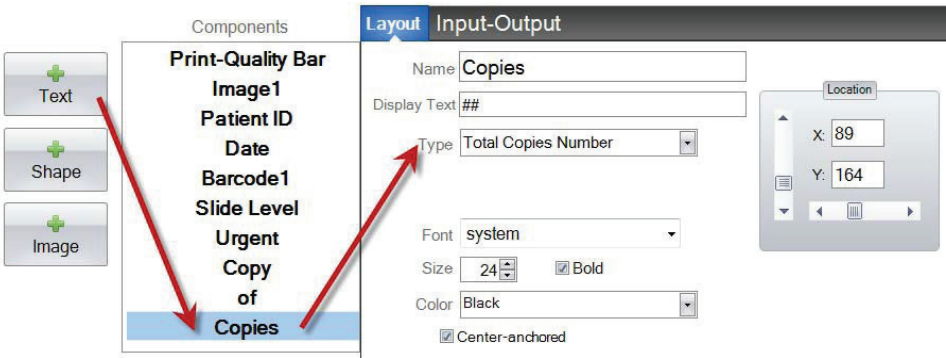 Text
Shape
Image
Components
Print-Quality Bar
Image1
Patient ID
Date
Barcode1
Slide Level
Urgent
Copy
of
Copies
Layout Input-Output
Name Copies
Display Text ##
Type Total Copies Number
Font system
Size 24 Bold
Color Black
Center-anchored
Location
X: 89
Y: 164